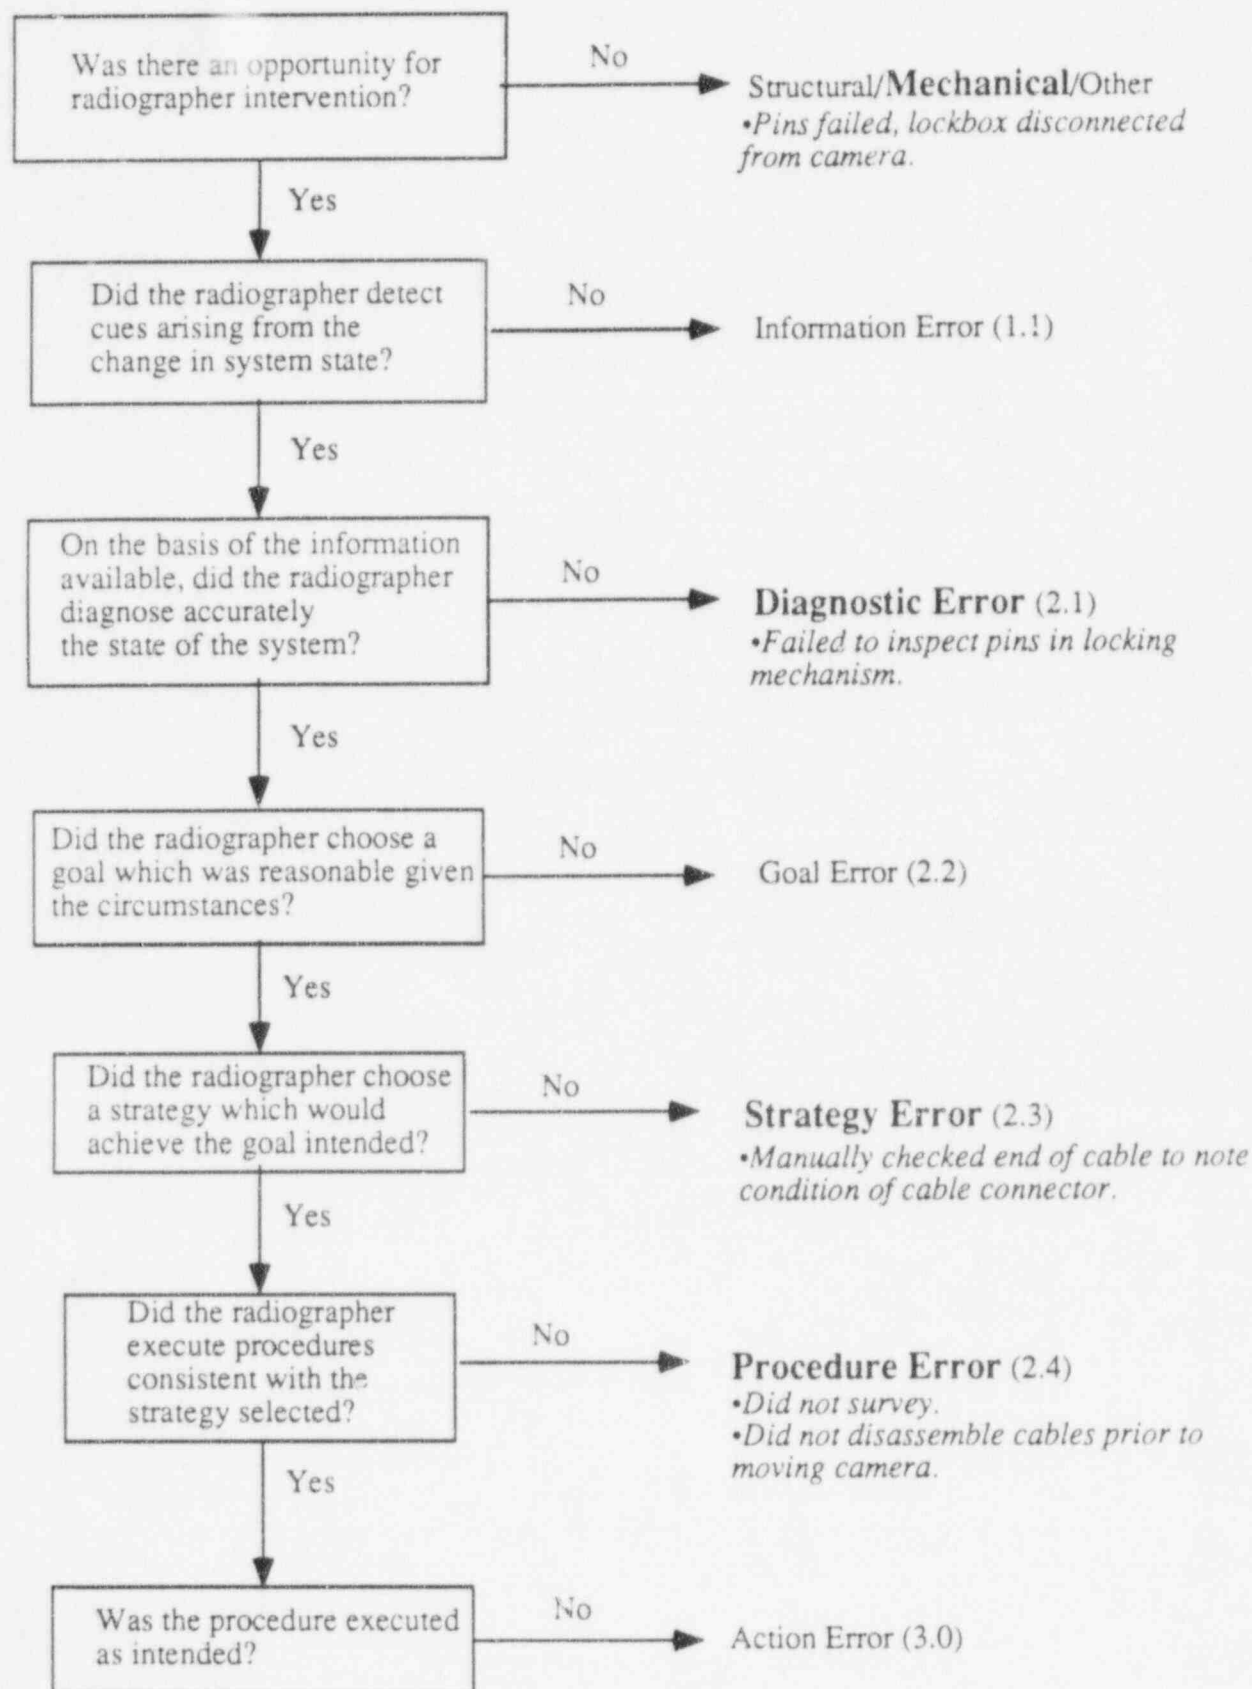 Was there an opportunity for
radiographer intervention?
No
Structural/Mechanical/Other
•Pins failed, lockbox disconnected
from camera.
Yes
Did the radiographer detect
cues arising from the
change in system state?
No
Information Error (1.1)
Yes
On the basis of the information
available, did the radiographer
diagnose accurately
the state of the system?
No
Diagnostic Error (2.1)
•Failed to inspect pins in locking
mechanism.
Yes
Did the radiographer choose a
goal which was reasonable given
the circumstances?
No
Goal Error (2.2)
Yes
Did the radiographer choose
a strategy which would
achieve the goal intended?
No
Strategy Error (2.3)
•Manually checked end of cable to note
condition of cable connector.
Yes
Did the radiographer
execute procedures
consistent with the
strategy selected?
No
Procedure Error (2.4)
•Did not survey.
•Did not disassemble cables prior to
moving camera.
Yes
Was the procedure executed
as intended?
No
Action Error (3.0)